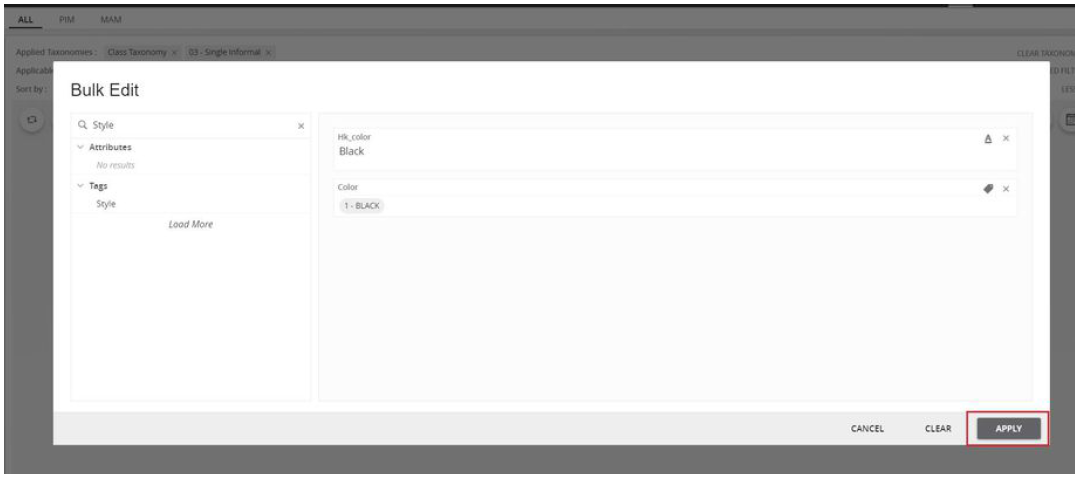 ALL PIM MAM
Applied Taxonomies : Class Taxonomy × 03 - Single Informal × CLEAR TAXONOM
Applicabl ED FILT
Sort by : LES
Bulk Edit
Style ×
Attributes
No results
Tags
Style
Load More
Hk_color A ×
Black
Color ×
1 - BLACK
CANCEL CLEAR APPLY